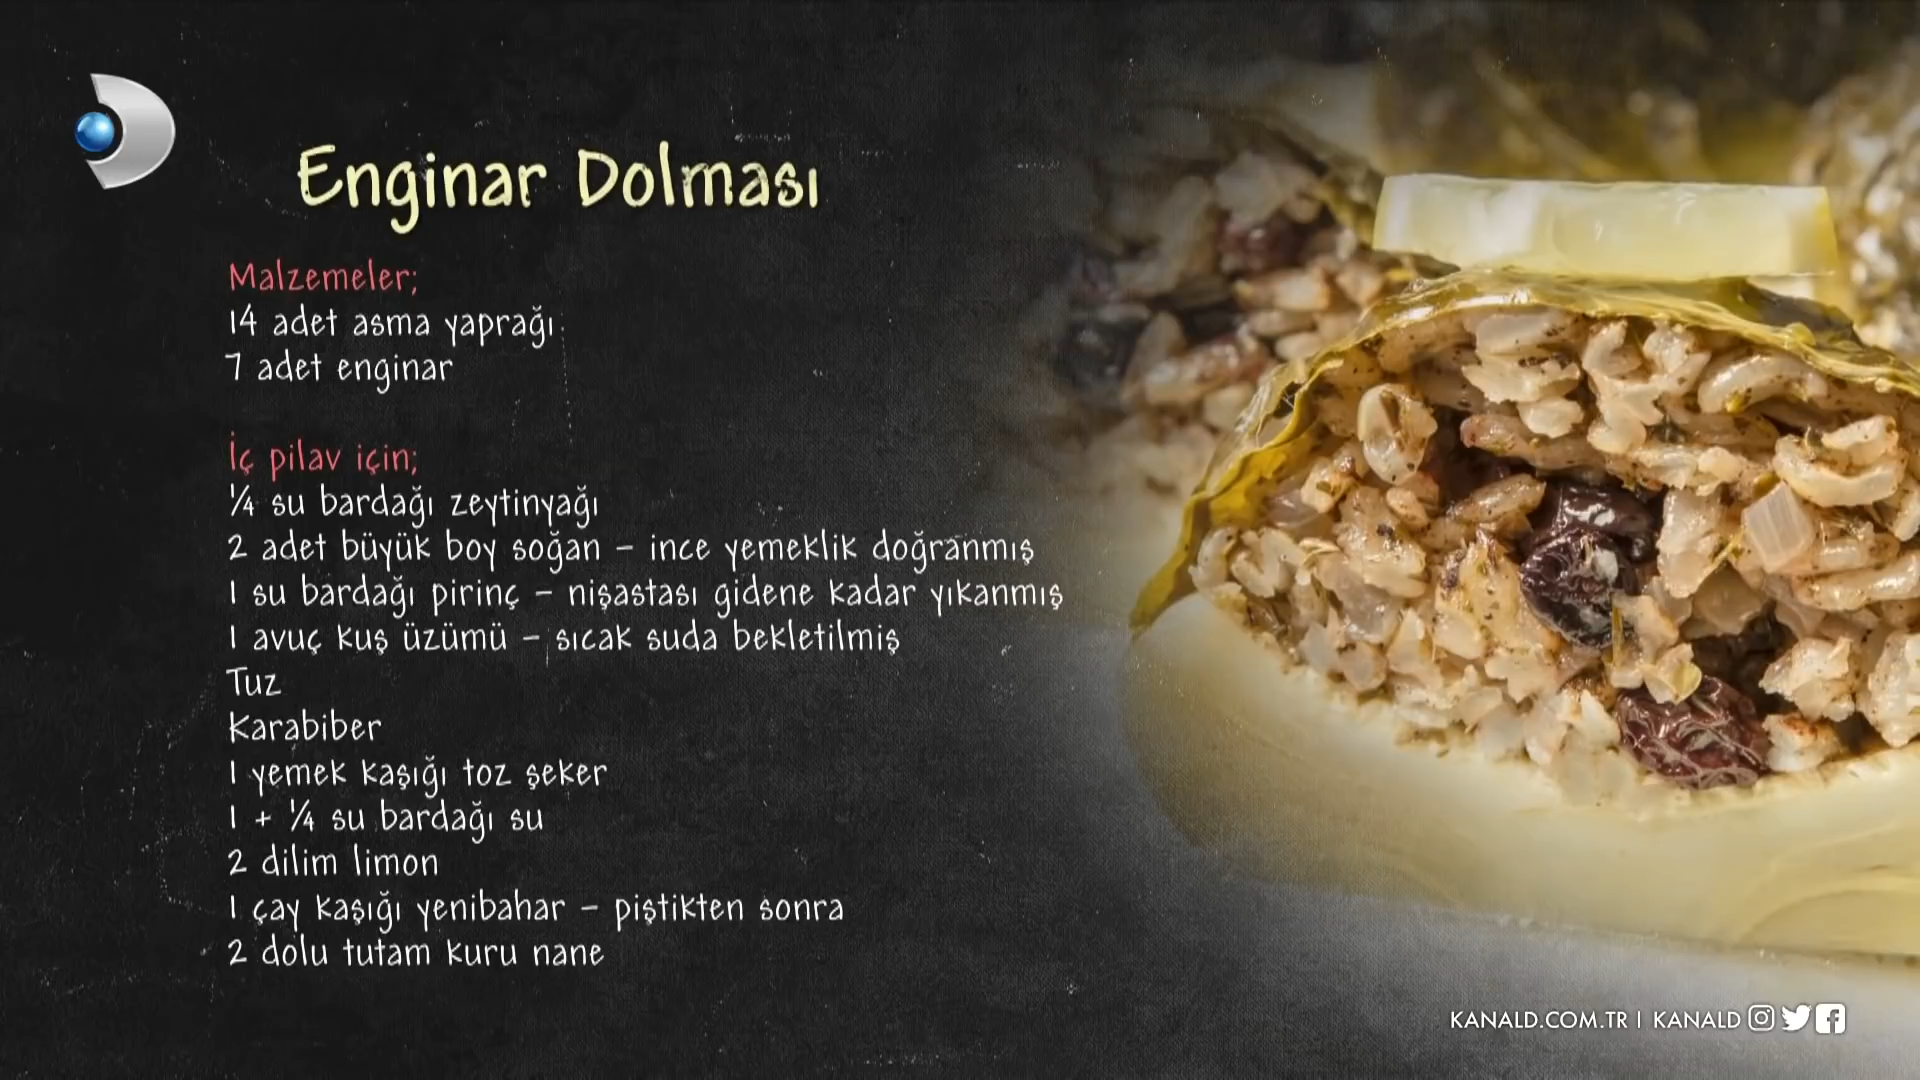 Enginar Dolması
Malzemeler;
14 adet asma yaprağı
7 adet enginar
İç pilav için;
¼ su bardağı zeytinyağı
2 adet büyük boy soğan – ince yemeklik doğranmış
1 su bardağı pirinç – nişastası gidene kadar yıkanmış
1 avuç kuş üzümü – sıcak suda bekletilmiş
Tuz
Karabiber
1 yemek kaşığı toz şeker
1 + ¼ su bardağı su
2 dilim limon
1 çay kaşığı yenibahar – piştikten sonra
2 dolu tutam kuru nane
KANALD.COM.TR | KANALD